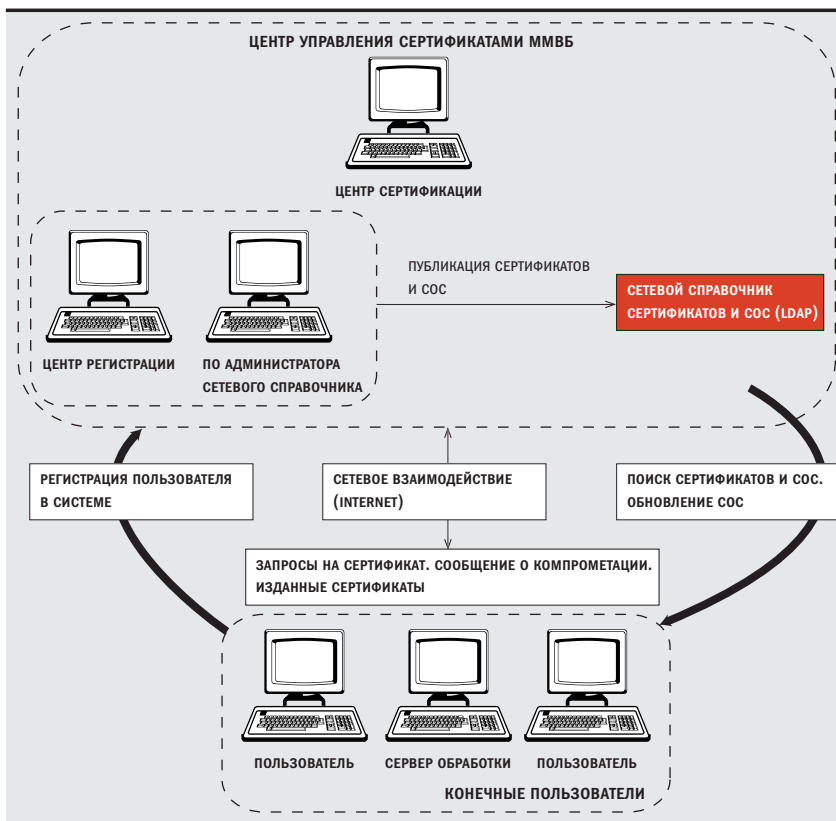 ЦЕНТР УПРАВЛЕНИЯ СЕРТИФИКАТАМИ ММВБ
ЦЕНТР СЕРТИФИКАЦИИ
ЦЕНТР РЕГИСТРАЦИИ
ПО АДМИНИСТРАТОРА
СЕТЕВОГО СПРАВОЧНИКА
ПУБЛИКАЦИЯ СЕРТИФИКАТОВ
И СОС
СЕТЕВОЙ СПРАВОЧНИК
СЕРТИФИКАТОВ И СОС (LDAP)
РЕГИСТРАЦИЯ ПОЛЬЗОВАТЕЛЯ
В СИСТЕМЕ
СЕТЕВОЕ ВЗАИМОДЕЙСТВИЕ
(INTERNET)
ПОИСК СЕРТИФИКАТОВ И СОС.
ОБНОВЛЕНИЕ СОС
ЗАПРОСЫ НА СЕРТИФИКАТ. СООБЩЕНИЕ О КОМПРОМЕТАЦИИ.
ИЗДАННЫЕ СЕРТИФИКАТЫ
ПОЛЬЗОВАТЕЛЬ
СЕРВЕР ОБРАБОТКИ
ПОЛЬЗОВАТЕЛЬ
КОНЕЧНЫЕ ПОЛЬЗОВАТЕЛИ